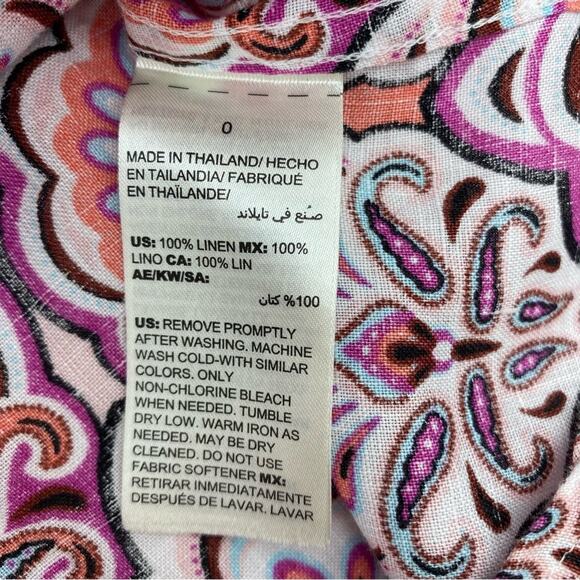 0
MADE IN THAILAND/ HECHO
EN TAILANDIA/ FABRIQUÉ
EN THAÏLANDE/
صُنع في تايلاند
US: 100% LINEN MX: 100%
LINO CA: 100% LIN
AE/KW/SA:
100% كتان
US: REMOVE PROMPTLY
AFTER WASHING. MACHINE
WASH COLD-WITH SIMILAR
COLORS. ONLY
NON-CHLORINE BLEACH
WHEN NEEDED. TUMBLE
DRY LOW. WARM IRON AS
NEEDED. MAY BE DRY
CLEANED. DO NOT USE
FABRIC SOFTENER MX:
RETIRAR INMEDIATAMENTE
DESPUÉS DE LAVAR. LAVAR